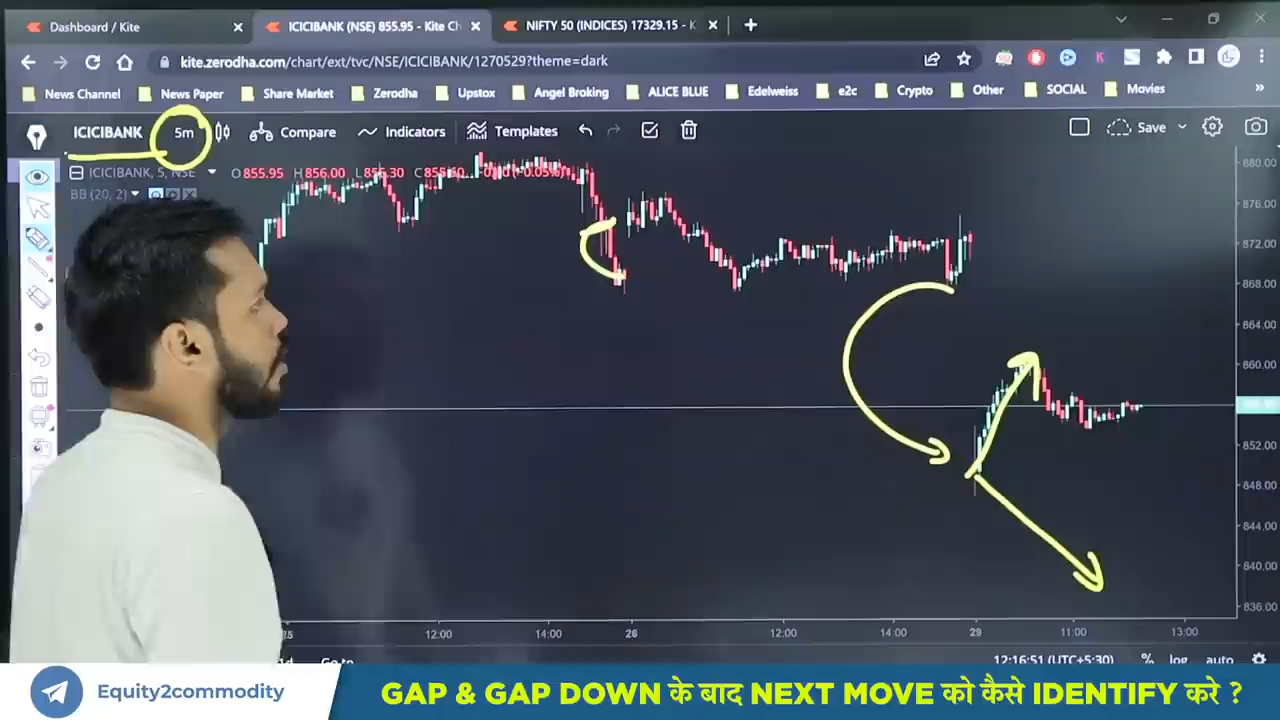 Dashboard / Kite
ICICIBANK (NSE) 855.95 - Kite Ch
NIFTY 50 (INDICES) 17329.15 - K
kite.zerodha.com/chart/ext/tvc/NSE/ICICIBANK/1270529?theme=dark
News Channel News Paper Share Market Zerodha Upstox Angel Broking ALICE BLUE Edelweiss e2c Crypto Other SOCIAL Movies »
ICICIBANK 5m Compare Indicators Templates Save
ICICIBANK, 5, NSE O855.95 H856.00 L855.30
BB (20, 2)
880.00
876.00
872.00
868.00
864.00
860.00
852.00
848.00
844.00
840.00
836.00
12:00 14:00 26 12:00 14:00 29 11:00 13:00
Go to 12:16:51 (UTC+5:30) % log auto
Equity2commodity
GAP & GAP DOWN के बाद NEXT MOVE को कैसे IDENTIFY करे ?